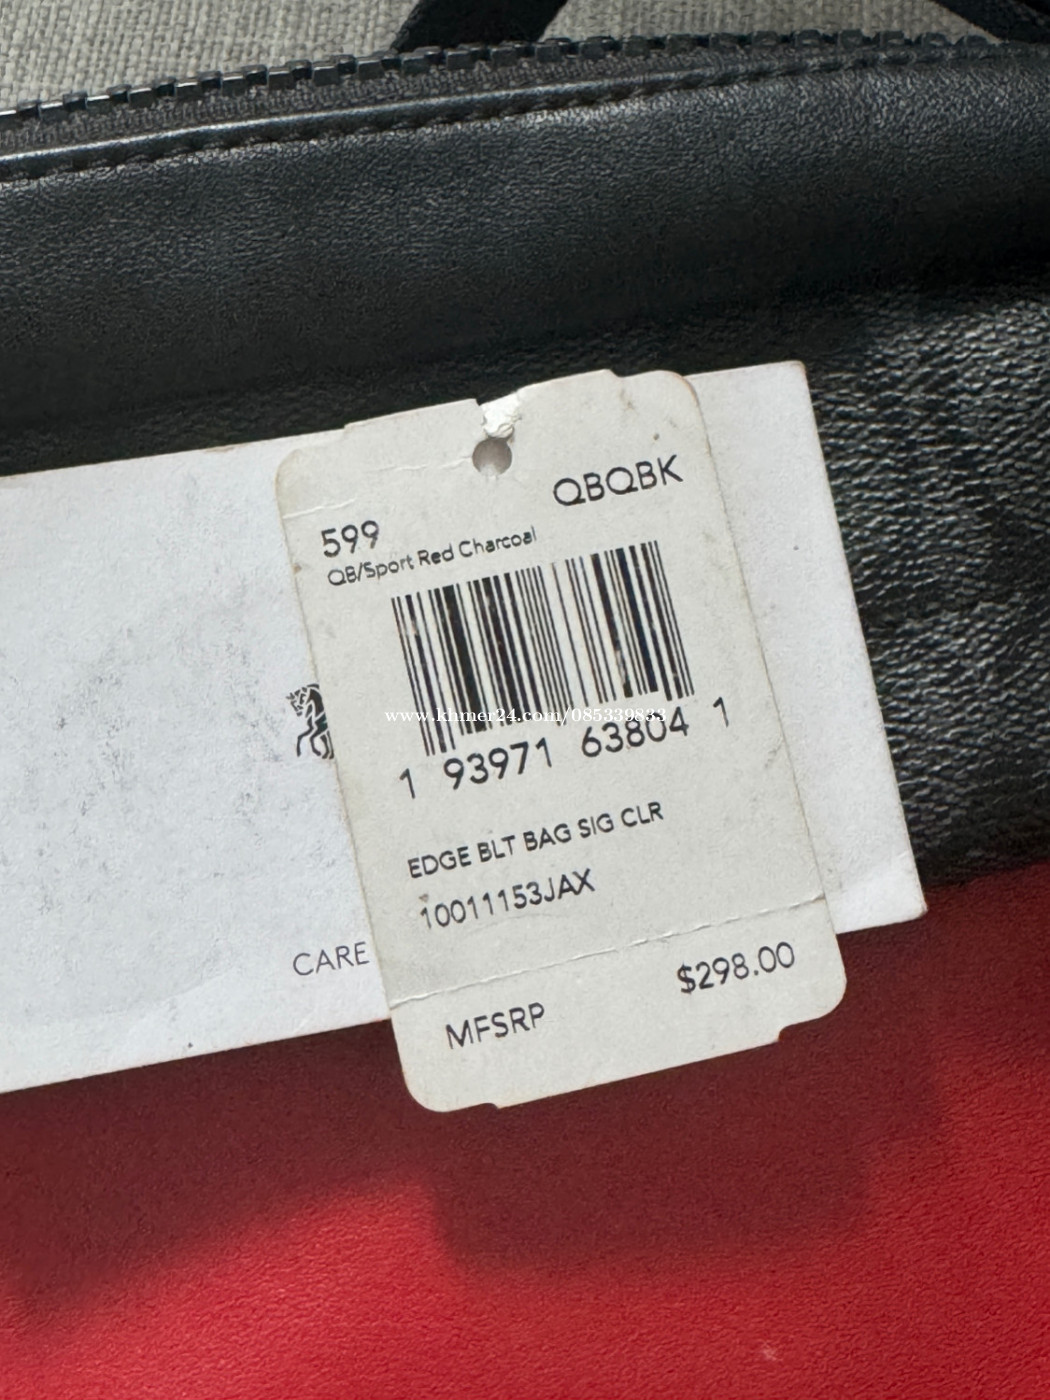 QBQBK
599
QB/Sport Red Charcoal
www.khmer24.com/085339833
1 93971 63804 1
EDGE BLT BAG SIG CLR
10011153JAX
CARE
$298.00
MFSRP